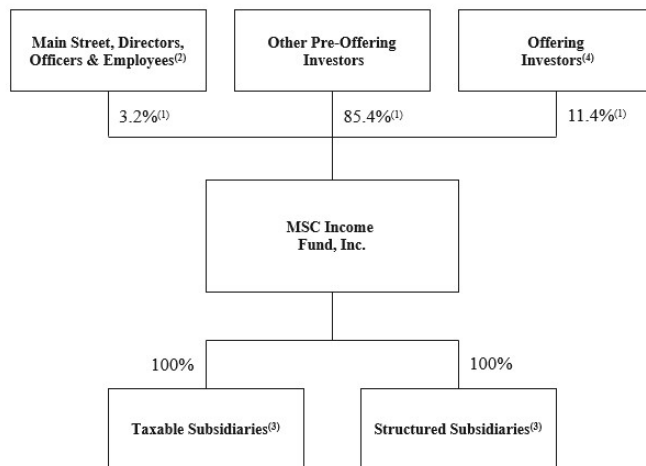 Main Street, Directors,
Officers & Employees(2)
Other Pre-Offering
Investors
Offering
Investors(4)
3.2%(1)
85.4%(1)
11.4%(1)
MSC Income
Fund, Inc.
100%
100%
Taxable Subsidiaries(3)
Structured Subsidiaries(3)